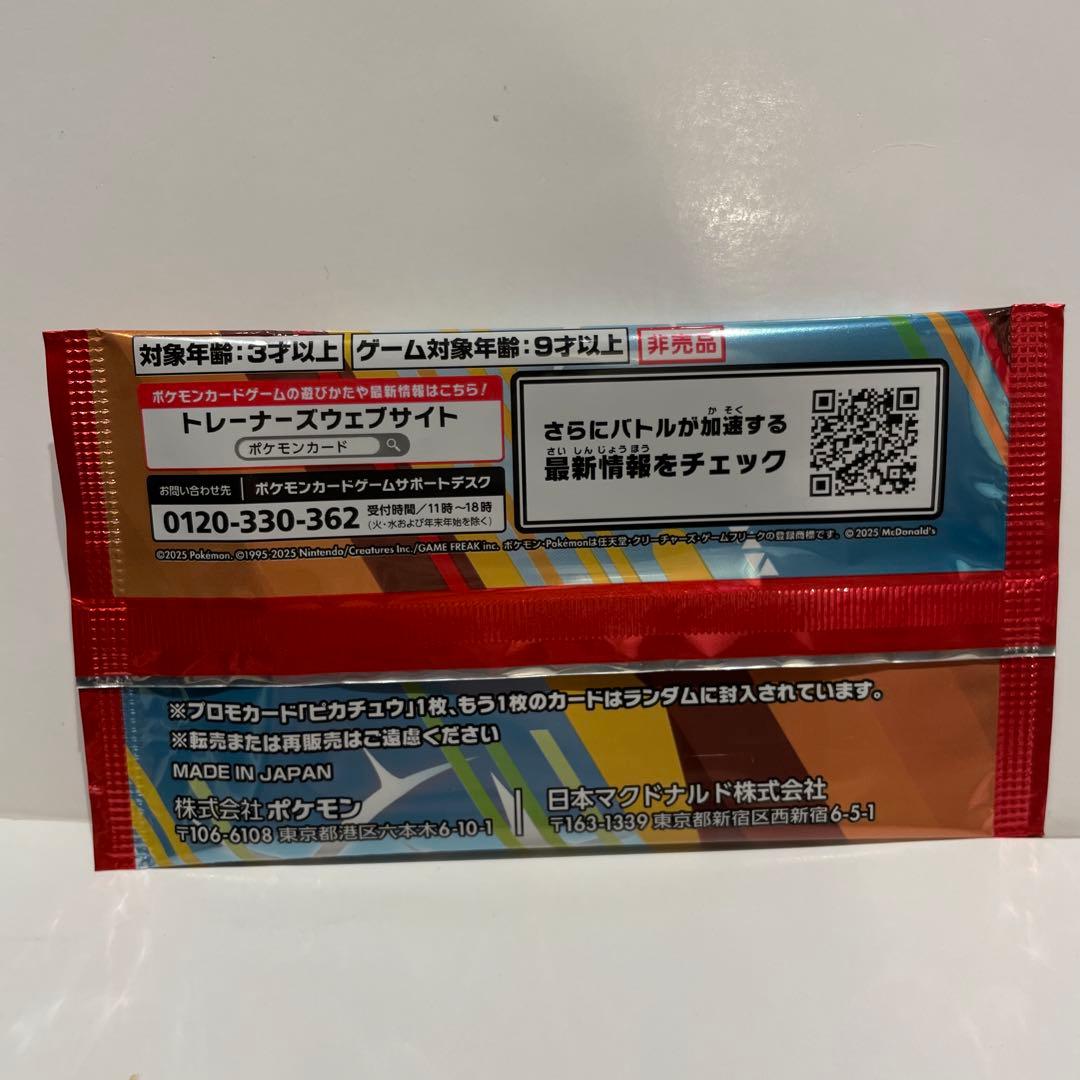 対象年齢:3才以上 ゲーム対象年齢:9才以上 非売品
ポケモンカードゲームの遊びかたや最新情報はこちら!
トレーナーズウェブサイト
ポケモンカード
お問い合わせ先 ポケモンカードゲームサポートデスク
0120-330-362 受付時間/11時〜18時
(火・水および年末年始を除く)
か そく
さらにバトルが加速する
さい しん じょう ほう
最新情報をチェック
©2025 Pokémon. ©1995-2025 Nintendo/Creatures Inc./GAME FREAK inc. ポケモン・Pokémonは任天堂・クリーチャーズ・ゲームフリークの登録商標です。 © 2025 McDonald's
※プロモカード「ピカチュウ」1枚、もう1枚のカードはランダムに封入されています。
※転売または再販売はご遠慮ください
MADE IN JAPAN
株式会社ポケモン
〒106-6108 東京都港区六本木6-10-1
日本マクドナルド株式会社
〒163-1339 東京都新宿区西新宿6-5-1